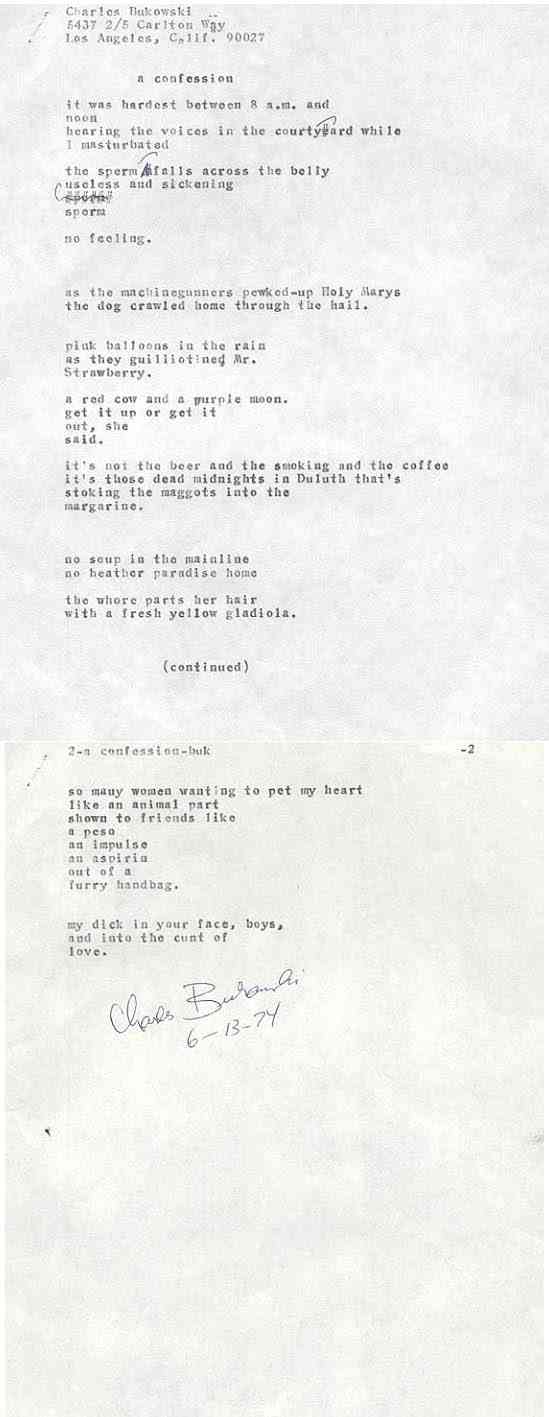 Charles Bukowski
5437 2/5 Carlton Way
Los Angeles, Calif. 90027
a confession
it was hardest between 8 a.m. and
noon
hearing the voices in the courtyard while
I masturbated
the sperm falls across the belly
useless and sickening
sperm
sperm
no feeling.
as the machinegunners pewked-up Holy Marys
the dog crawled home through the hail.
pink balloons in the rain
as they guilliotined Mr.
Strawberry.
a red cow and a purple moon.
get it up or get it
out, she
said.
it's not the beer and the smoking and the coffee
it's those dead midnights in Duluth that's
stoking the maggots into the
margarine.
no soup in the mainline
no heather paradise home
the whore parts her hair
with a fresh yellow gladiola.
(continued)
2-a confession-buk -2
so many women wanting to pet my heart
like an animal part
shown to friends like
a peso
an impulse
an aspirin
out of a
furry handbag.
my dick in your face, boys,
and into the cunt of
love.
Charles Bukowski
6-13-74